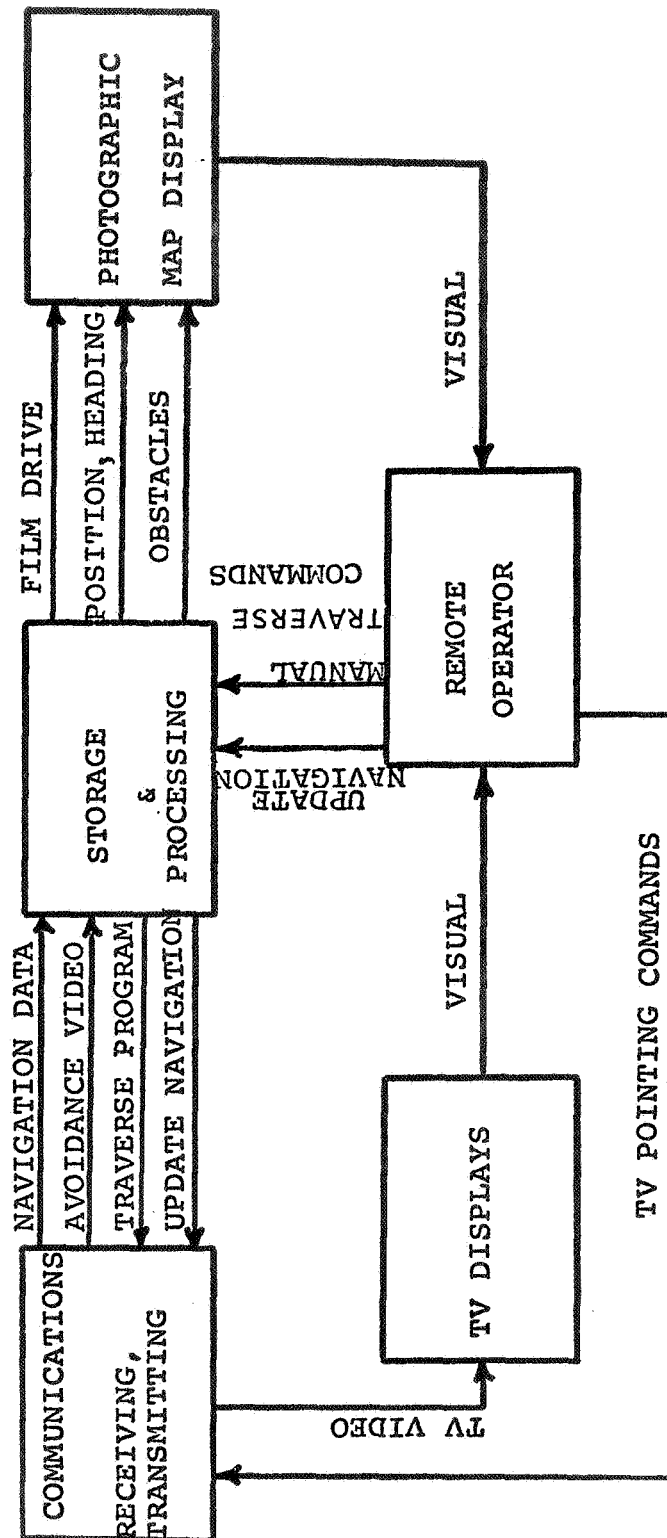 COMMUNICATIONS
RECEIVING,
TRANSMITTING
NAVIGATION DATA
AVOIDANCE VIDEO
TRAVERSE PROGRAM
UPDATE NAVIGATION
STORAGE
&
PROCESSING
FILM DRIVE
POSITION, HEADING
OBSTACLES
PHOTOGRAPHIC
MAP DISPLAY
TV VIDEO
TV DISPLAYS
VISUAL
UPDATE
NAVIGATION
MANUAL
TRAVERSE
COMMANDS
REMOTE
OPERATOR
VISUAL
TV POINTING COMMANDS